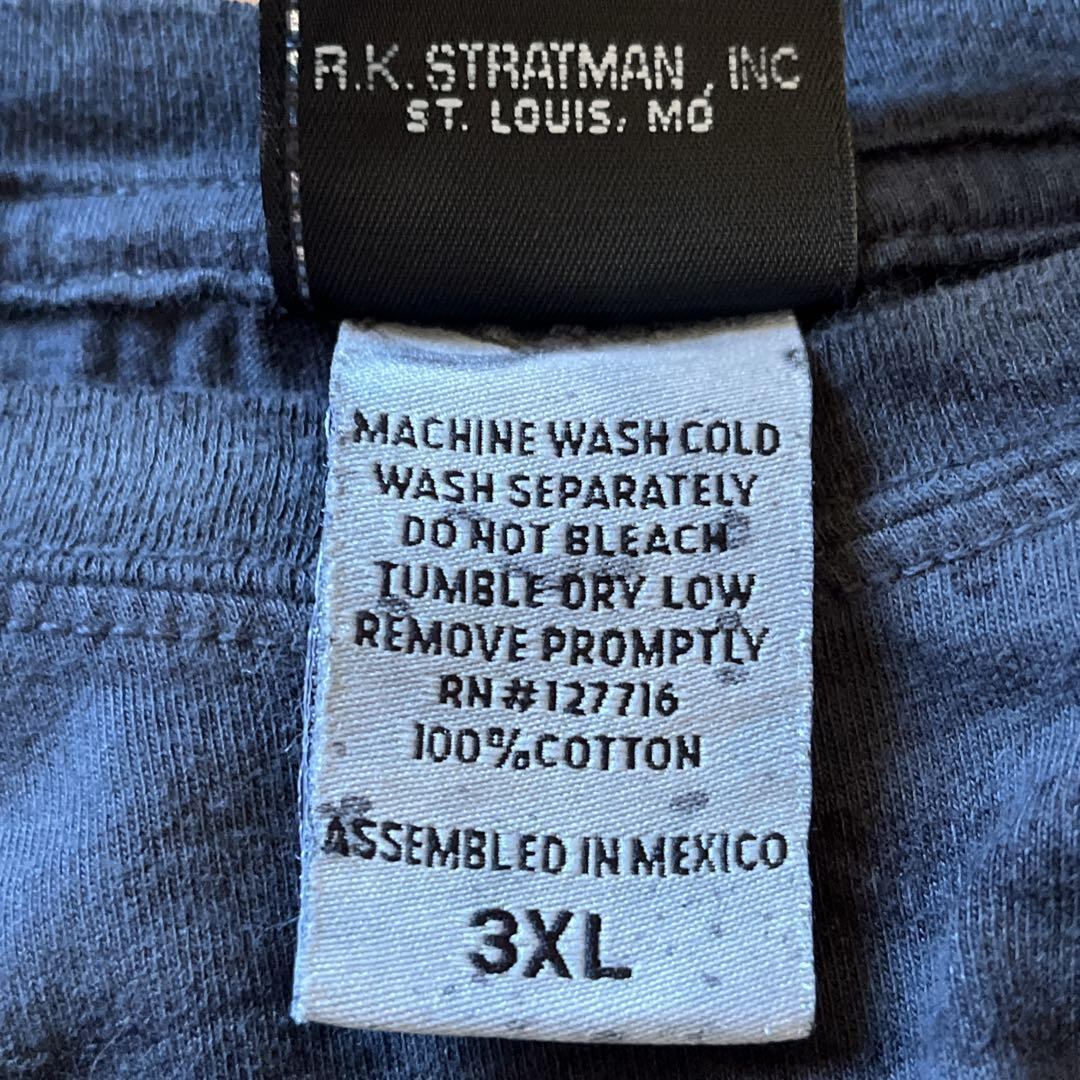 R.K. STRATMAN, INC
ST. LOUIS, MO
MACHINE WASH COLD
WASH SEPARATELY
DO NOT BLEACH
TUMBLE DRY LOW
REMOVE PROMPTLY
RN#127716
100%COTTON
ASSEMBLED IN MEXICO
3XL